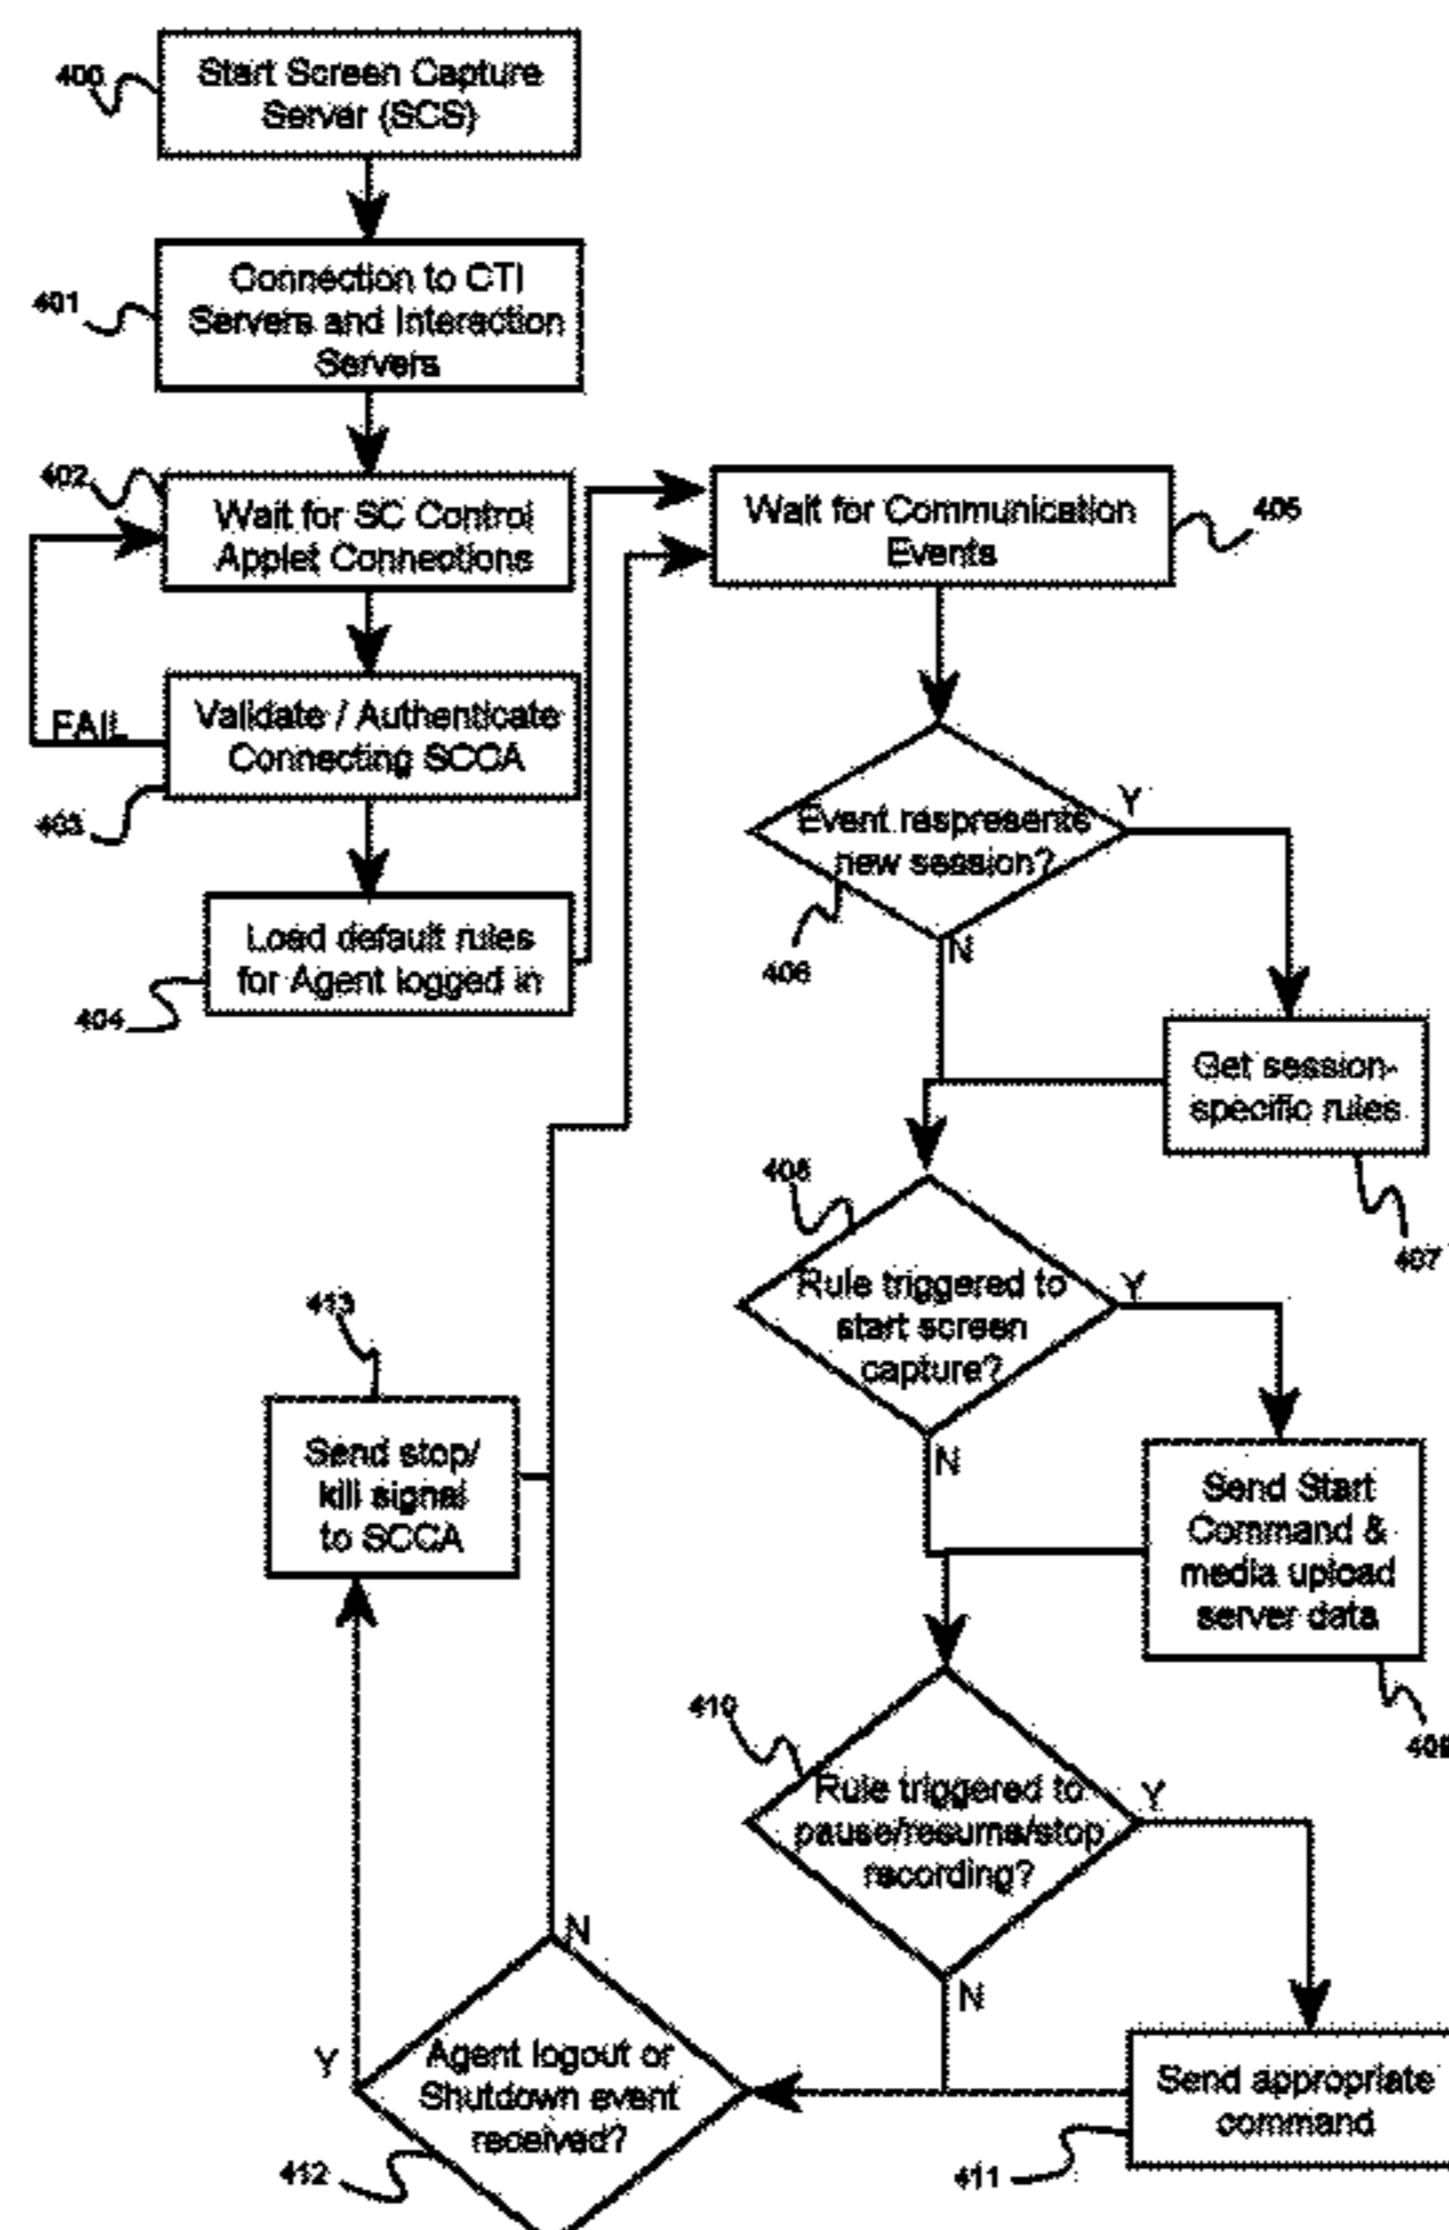 400
Start Screen Capture
Server (SCS)
401
Connection to CTI
Servers and Interaction
Servers
402
Wait for SC Control
Applet Connections
FAIL
Validate / Authenticate
Connecting SCCA
403
Load default rules
for Agent logged in
404
Wait for Communication
Events
405
Event respresents
new session?
Y
N
406
Get session-
specific rules
407
408
Rule triggered to
start screen
capture?
Y
N
Send Start
Command &
media upload
server data
409
410
Rule triggered to
pause/resume/stop
recording?
Y
N
Send appropriate
command
411
Agent logout or
Shutdown event
received?
Y
N
412
413
Send stop/
kill signal
to SCCA